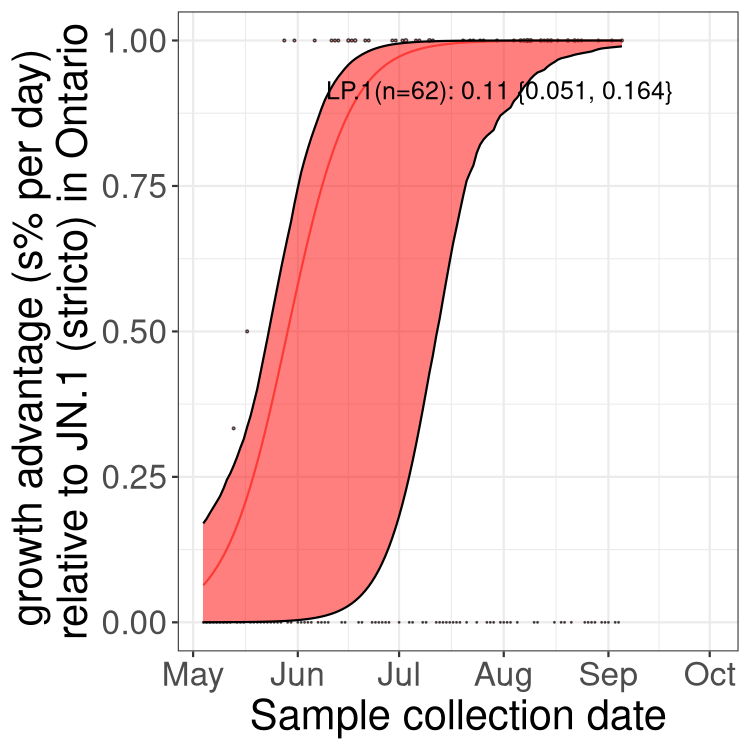 growth advantage (s% per day)
relative to JN.1 (stricto) in Ontario
1.00
0.75
0.50
0.25
0.00
LP.1(n=62): 0.11 {0.051, 0.164}
May Jun Jul Aug Sep Oct
Sample collection date